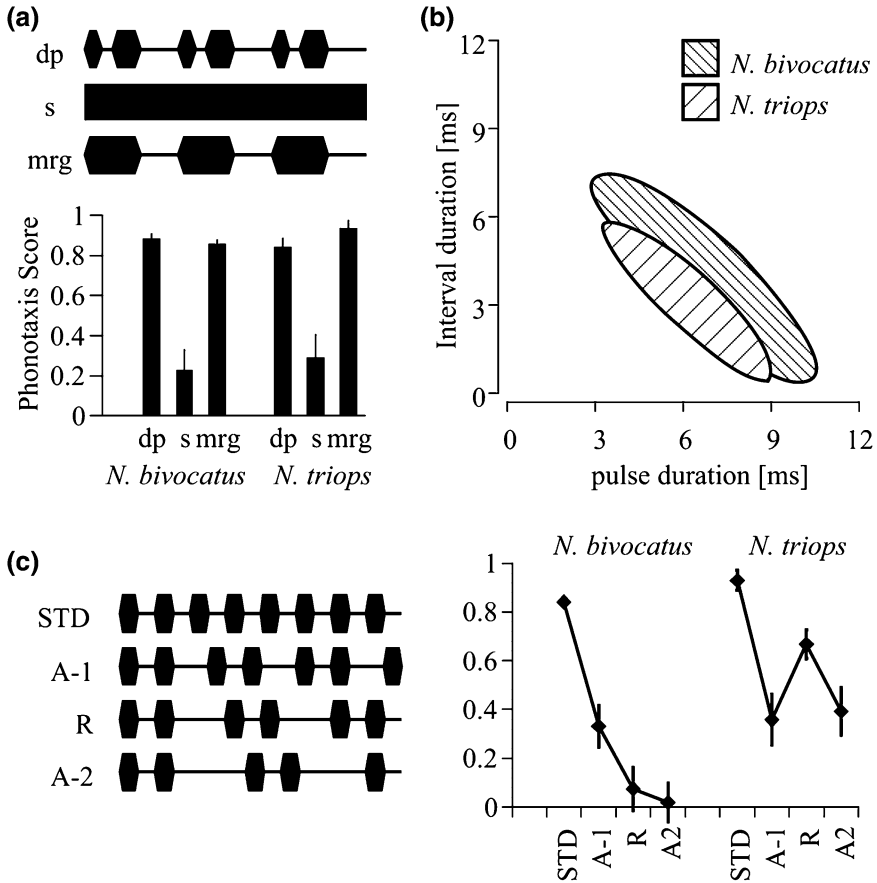 (a)
dp
s
mrg
Phonotaxis Score
1
0.8
0.6
0.4
0.2
0
dp s mrg dp s mrg
N. bivocatus N. triops
(b)
12
9
6
3
0
Interval duration [ms]
N. bivocatus
N. triops
0 3 6 9 12
pulse duration [ms]
(c)
STD
A-1
R
A-2
N. bivocatus N. triops
1
0.8
0.6
0.4
0.2
0
STD A-1 R A2 STD A-1 R A2